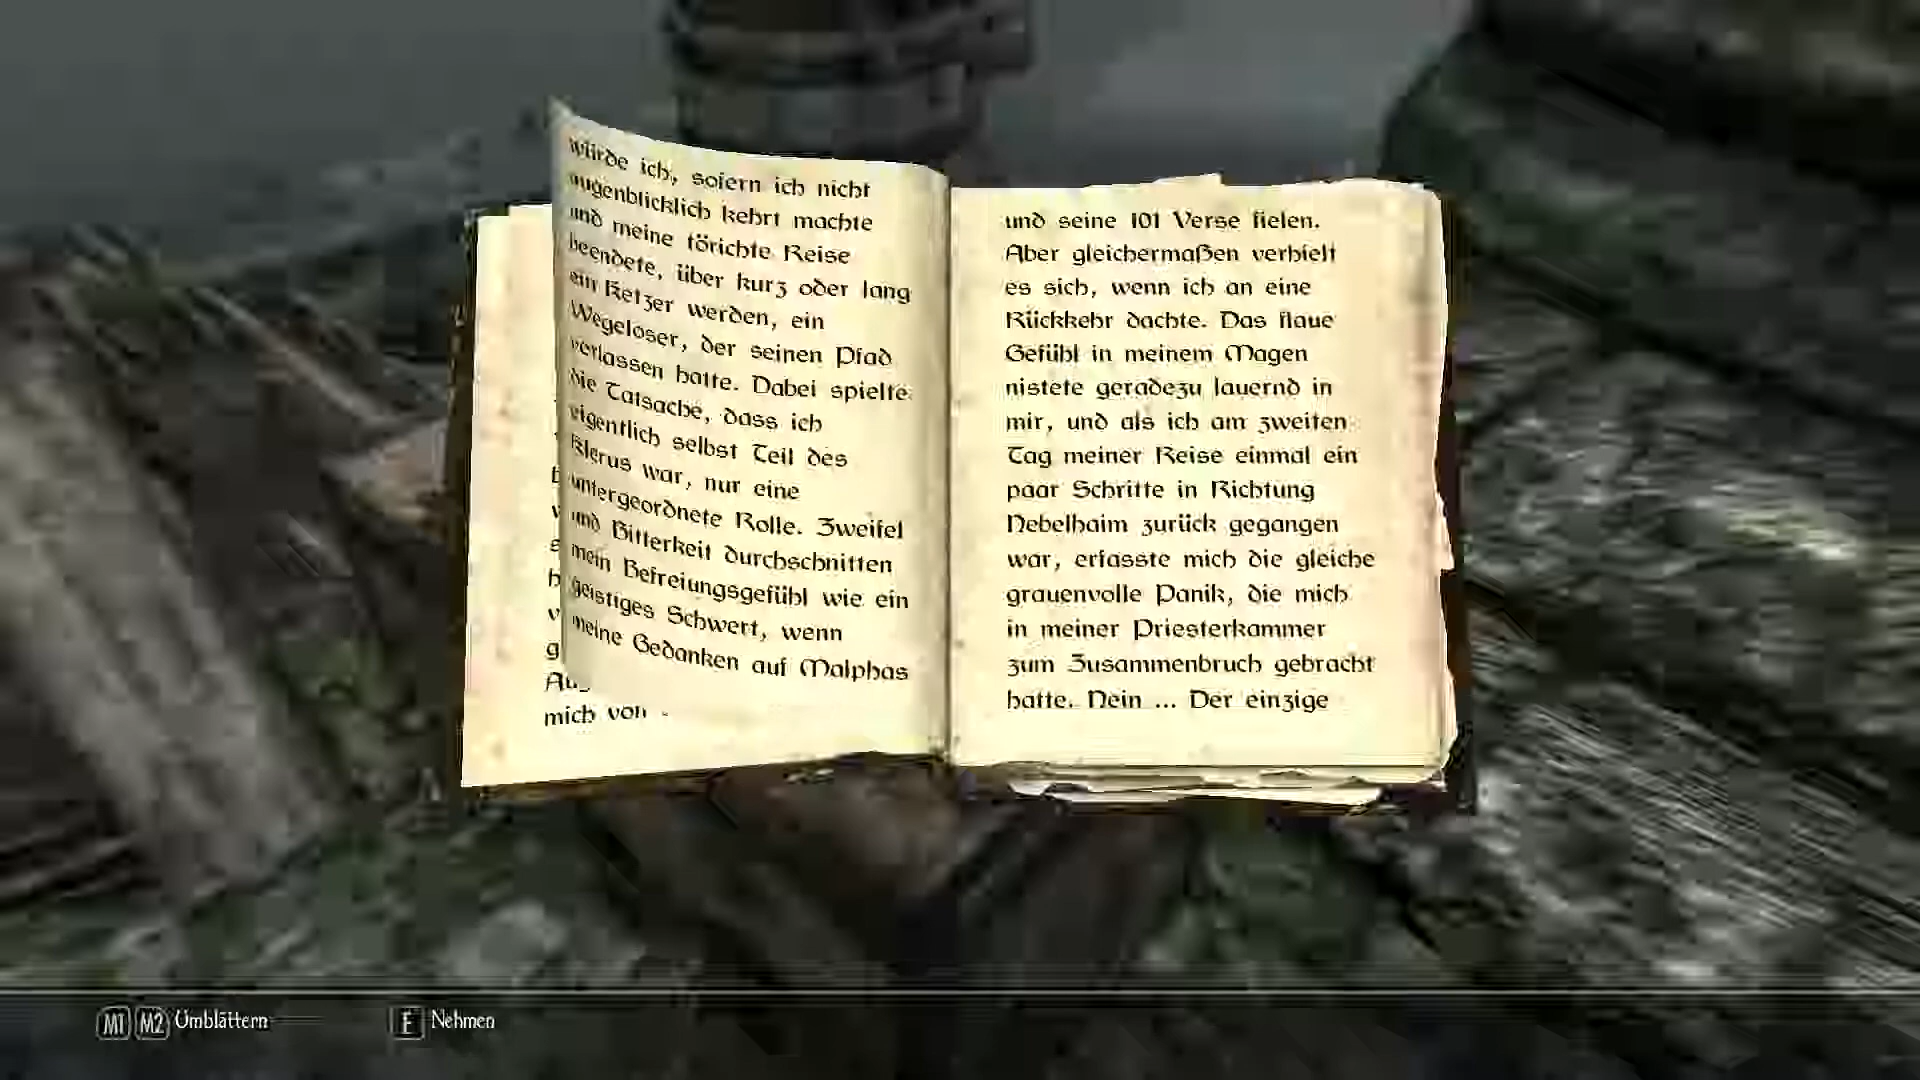 würde ich, sofern ich nicht
augenblicklich kehrt machte
und meine törichte Reise
beendete, über kurz oder lang
ein Ketzer werden, ein
Wegeloser, der seinen Pfad
verlassen hatte. Dabei spielte
die Tatsache, dass ich
eigentlich selbst Teil des
Klerus war, nur eine
untergeordnete Rolle. Zweifel
und Bitterkeit durchschnitten
mein Befreiungsgefühl wie ein
geistiges Schwert, wenn
meine Gedanken auf Malphas
mich von
und seine 101 Verse fielen.
Aber gleichermaßen verhielt
es sich, wenn ich an eine
Rückkehr dachte. Das flaue
Gefühl in meinem Magen
nistete geradezu lauernd in
mir, und als ich am zweiten
Tag meiner Reise einmal ein
paar Schritte in Richtung
Nebelhaim zurück gegangen
war, erfasste mich die gleiche
grauenvolle Panik, die mich
in meiner Priesterkammer
zum Zusammenbruch gebracht
hatte. Nein ... Der einzige
M1 M2 Umblättern
E Nehmen